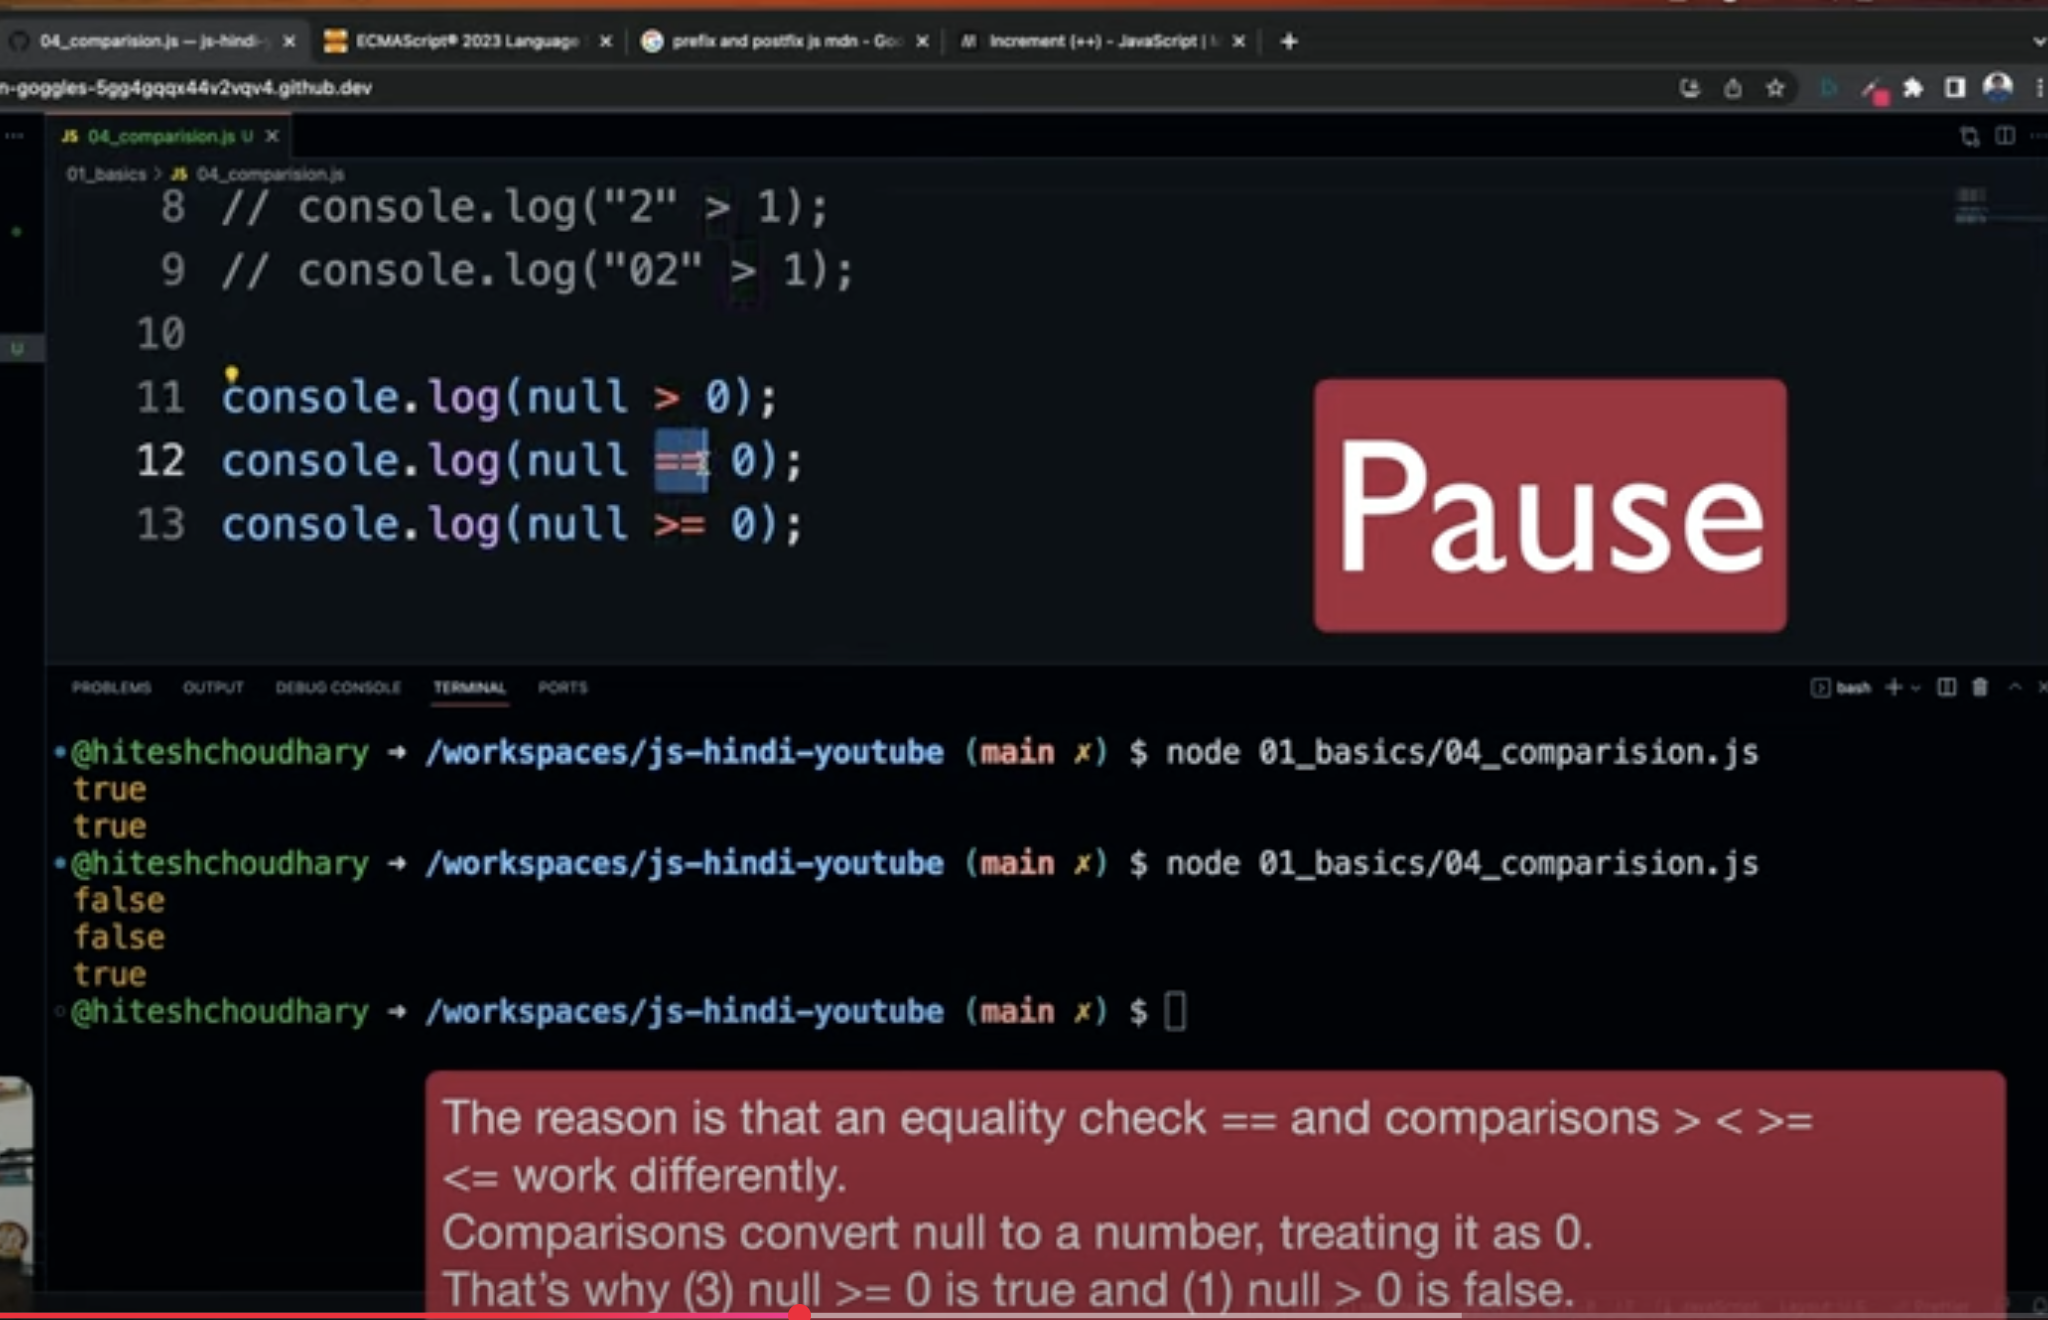 04_comparision.js — js-hindi-
ECMAScript® 2023 Language
prefix and postfix js mdn - Goo
Increment (++) - JavaScript |
n-goggles-5gg4gqqx44v2vqv4.github.dev
JS 04_comparision.js U
01_basics > JS 04_comparision.js
8 // console.log("2" > 1);
9 // console.log("02" > 1);
10
U
11 console.log(null > 0);
12 console.log(null == 0);
13 console.log(null >= 0);
Pause
PROBLEMS OUTPUT DEBUG CONSOLE TERMINAL PORTS
bash
@hiteshchoudhary → /workspaces/js-hindi-youtube (main ✗) $ node 01_basics/04_comparision.js
true
true
@hiteshchoudhary → /workspaces/js-hindi-youtube (main ✗) $ node 01_basics/04_comparision.js
false
false
true
@hiteshchoudhary → /workspaces/js-hindi-youtube (main ✗) $
The reason is that an equality check == and comparisons > < >=
<= work differently.
Comparisons convert null to a number, treating it as 0.
That's why (3) null >= 0 is true and (1) null > 0 is false.